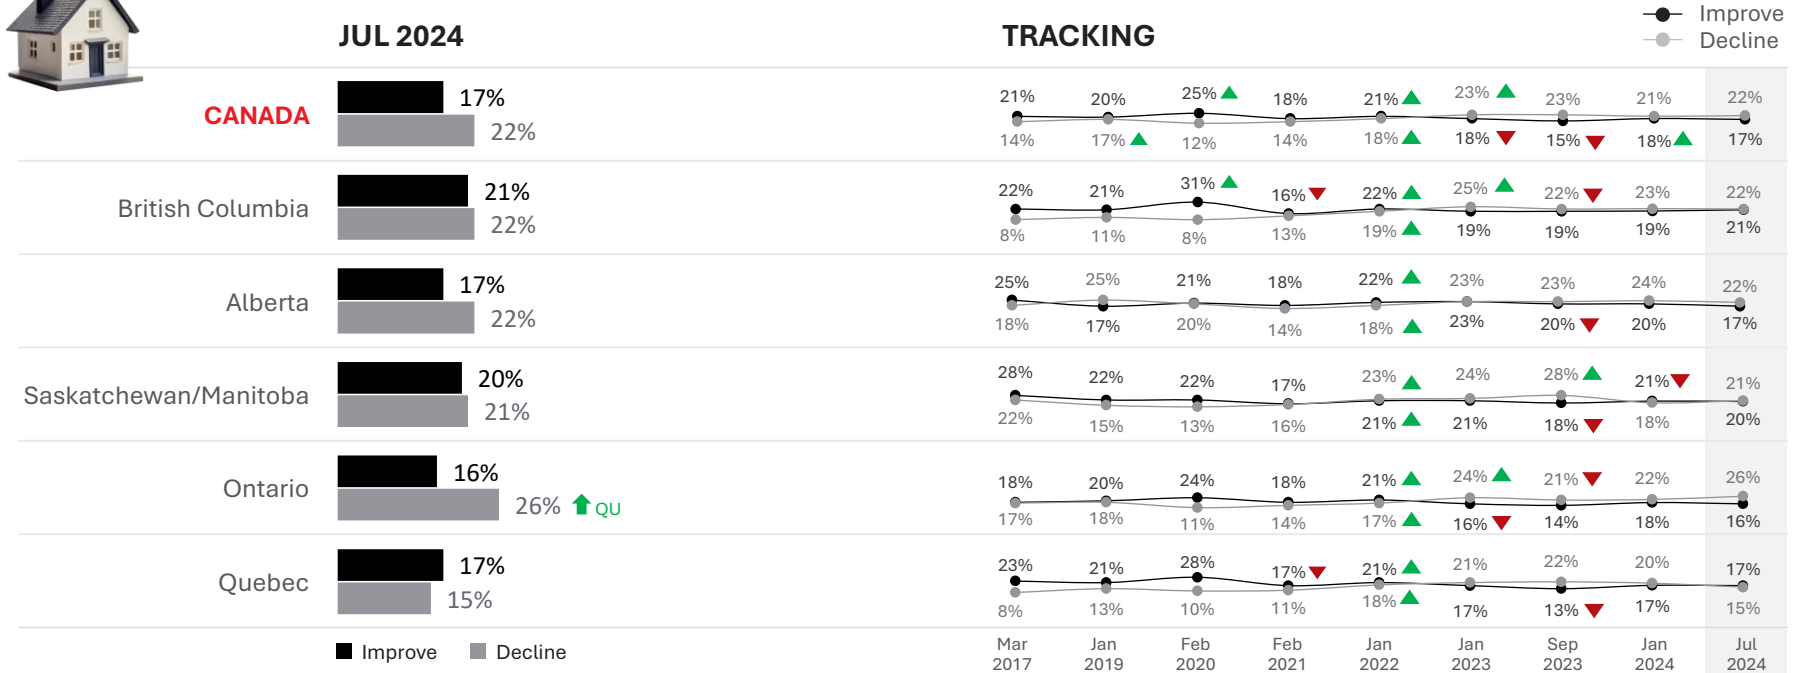 JUL 2024
TRACKING
Improve
Decline
CANADA
17%
22%
21% 20% 25% 18% 21% 23% 23% 21% 22%
14% 17% 12% 14% 18% 18% 15% 18% 17%
British Columbia
21%
22%
22% 21% 31% 16% 22% 25% 22% 23% 22%
8% 11% 8% 13% 19% 19% 19% 19% 21%
Alberta
17%
22%
25% 25% 21% 18% 22% 23% 23% 24% 22%
18% 17% 20% 14% 18% 23% 20% 20% 17%
Saskatchewan/Manitoba
20%
21%
28% 22% 22% 17% 23% 24% 28% 21% 21%
22% 15% 13% 16% 21% 21% 18% 18% 20%
Ontario
16%
26% QU
18% 20% 24% 18% 21% 24% 21% 22% 26%
17% 18% 11% 14% 17% 16% 14% 18% 16%
Quebec
17%
15%
23% 21% 28% 17% 21% 21% 22% 20% 17%
8% 13% 10% 11% 18% 17% 13% 17% 15%
Improve Decline
Mar Jan Feb Feb Jan Jan Sep Jan Jul
2017 2019 2020 2021 2022 2023 2023 2024 2024